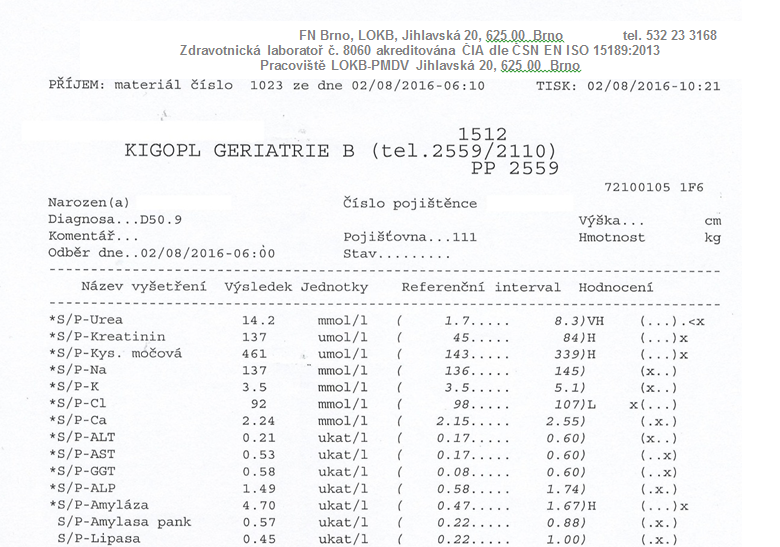 FN Brno, LOKB, Jihlavská 20, 625 00 Brno tel. 532 23 3168
Zdravotnická laboratoř č. 8060 akreditována ČIA dle ČSN EN ISO 15189:2013
Pracoviště LOKB-PMDV Jihlavská 20, 625 00 Brno
PŘÍJEM: materiál číslo 1023 ze dne 02/08/2016-06:10 TISK: 02/08/2016-10:21
1512
KIGOPL GERIATRIE B (tel.2559/2110)
PP 2559
72100105 1F6
Narozen(a) Číslo pojištěnce
Diagnosa...D50.9 Výška... cm
Komentář... Pojišťovna...111 Hmotnost kg
Odběr dne..02/08/2016-06:00 Stav.........
Název vyšetření Výsledek Jednotky Referenční interval Hodnocení
*S/P-Urea 14.2 mmol/l ( 1.7..... 8.3)VH (...).<x
*S/P-Kreatinin 137 umol/l ( 45..... 84)H (...)x
*S/P-Kys. močová 461 umol/l ( 143..... 339)H (...)x
*S/P-Na 137 mmol/l ( 136..... 145) (x..)
*S/P-K 3.5 mmol/l ( 3.5..... 5.1) (x..)
*S/P-Cl 92 mmol/l ( 98..... 107)L x(...)
*S/P-Ca 2.24 mmol/l ( 2.15..... 2.55) (.x.)
*S/P-ALT 0.21 ukat/l ( 0.17..... 0.60) (x..)
*S/P-AST 0.53 ukat/l ( 0.17..... 0.60) (..x)
*S/P-GGT 0.58 ukat/l ( 0.08..... 0.60) (..x)
*S/P-ALP 1.49 ukat/l ( 0.58..... 1.74) (.x.)
*S/P-Amyláza 4.70 ukat/l ( 0.47..... 1.67)H (...)x
S/P-Amylasa pank 0.57 ukat/l ( 0.22..... 0.88) (.x.)
S/P-Lipasa 0.45 ukat/l ( 0.22..... 1.00) (.x.)